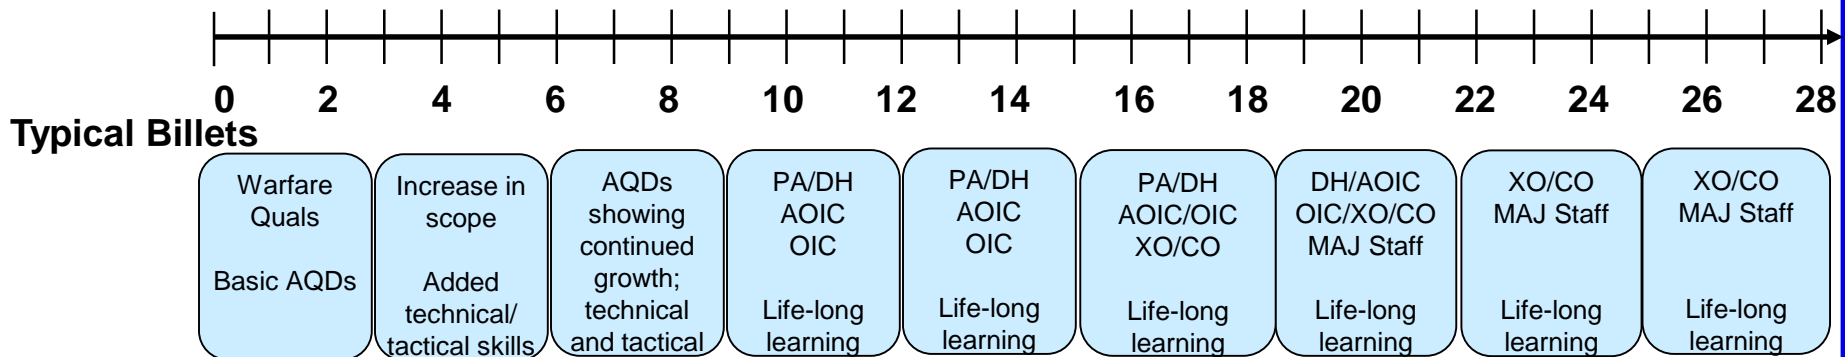 0 2 4 6 8 10 12 14 16 18 20 22 24 26 28
Typical Billets
Warfare
Quals
Basic AQDs
Increase in
scope
Added
technical/
tactical skills
AQDs
showing
continued
growth;
technical
and tactical
PA/DH
AOIC
OIC
Life-long
learning
PA/DH
AOIC
OIC
Life-long
learning
PA/DH
AOIC/OIC
XO/CO
Life-long
learning
DH/AOIC
OIC/XO/CO
MAJ Staff
Life-long
learning
XO/CO
MAJ Staff
Life-long
learning
XO/CO
MAJ Staff
Life-long
learning